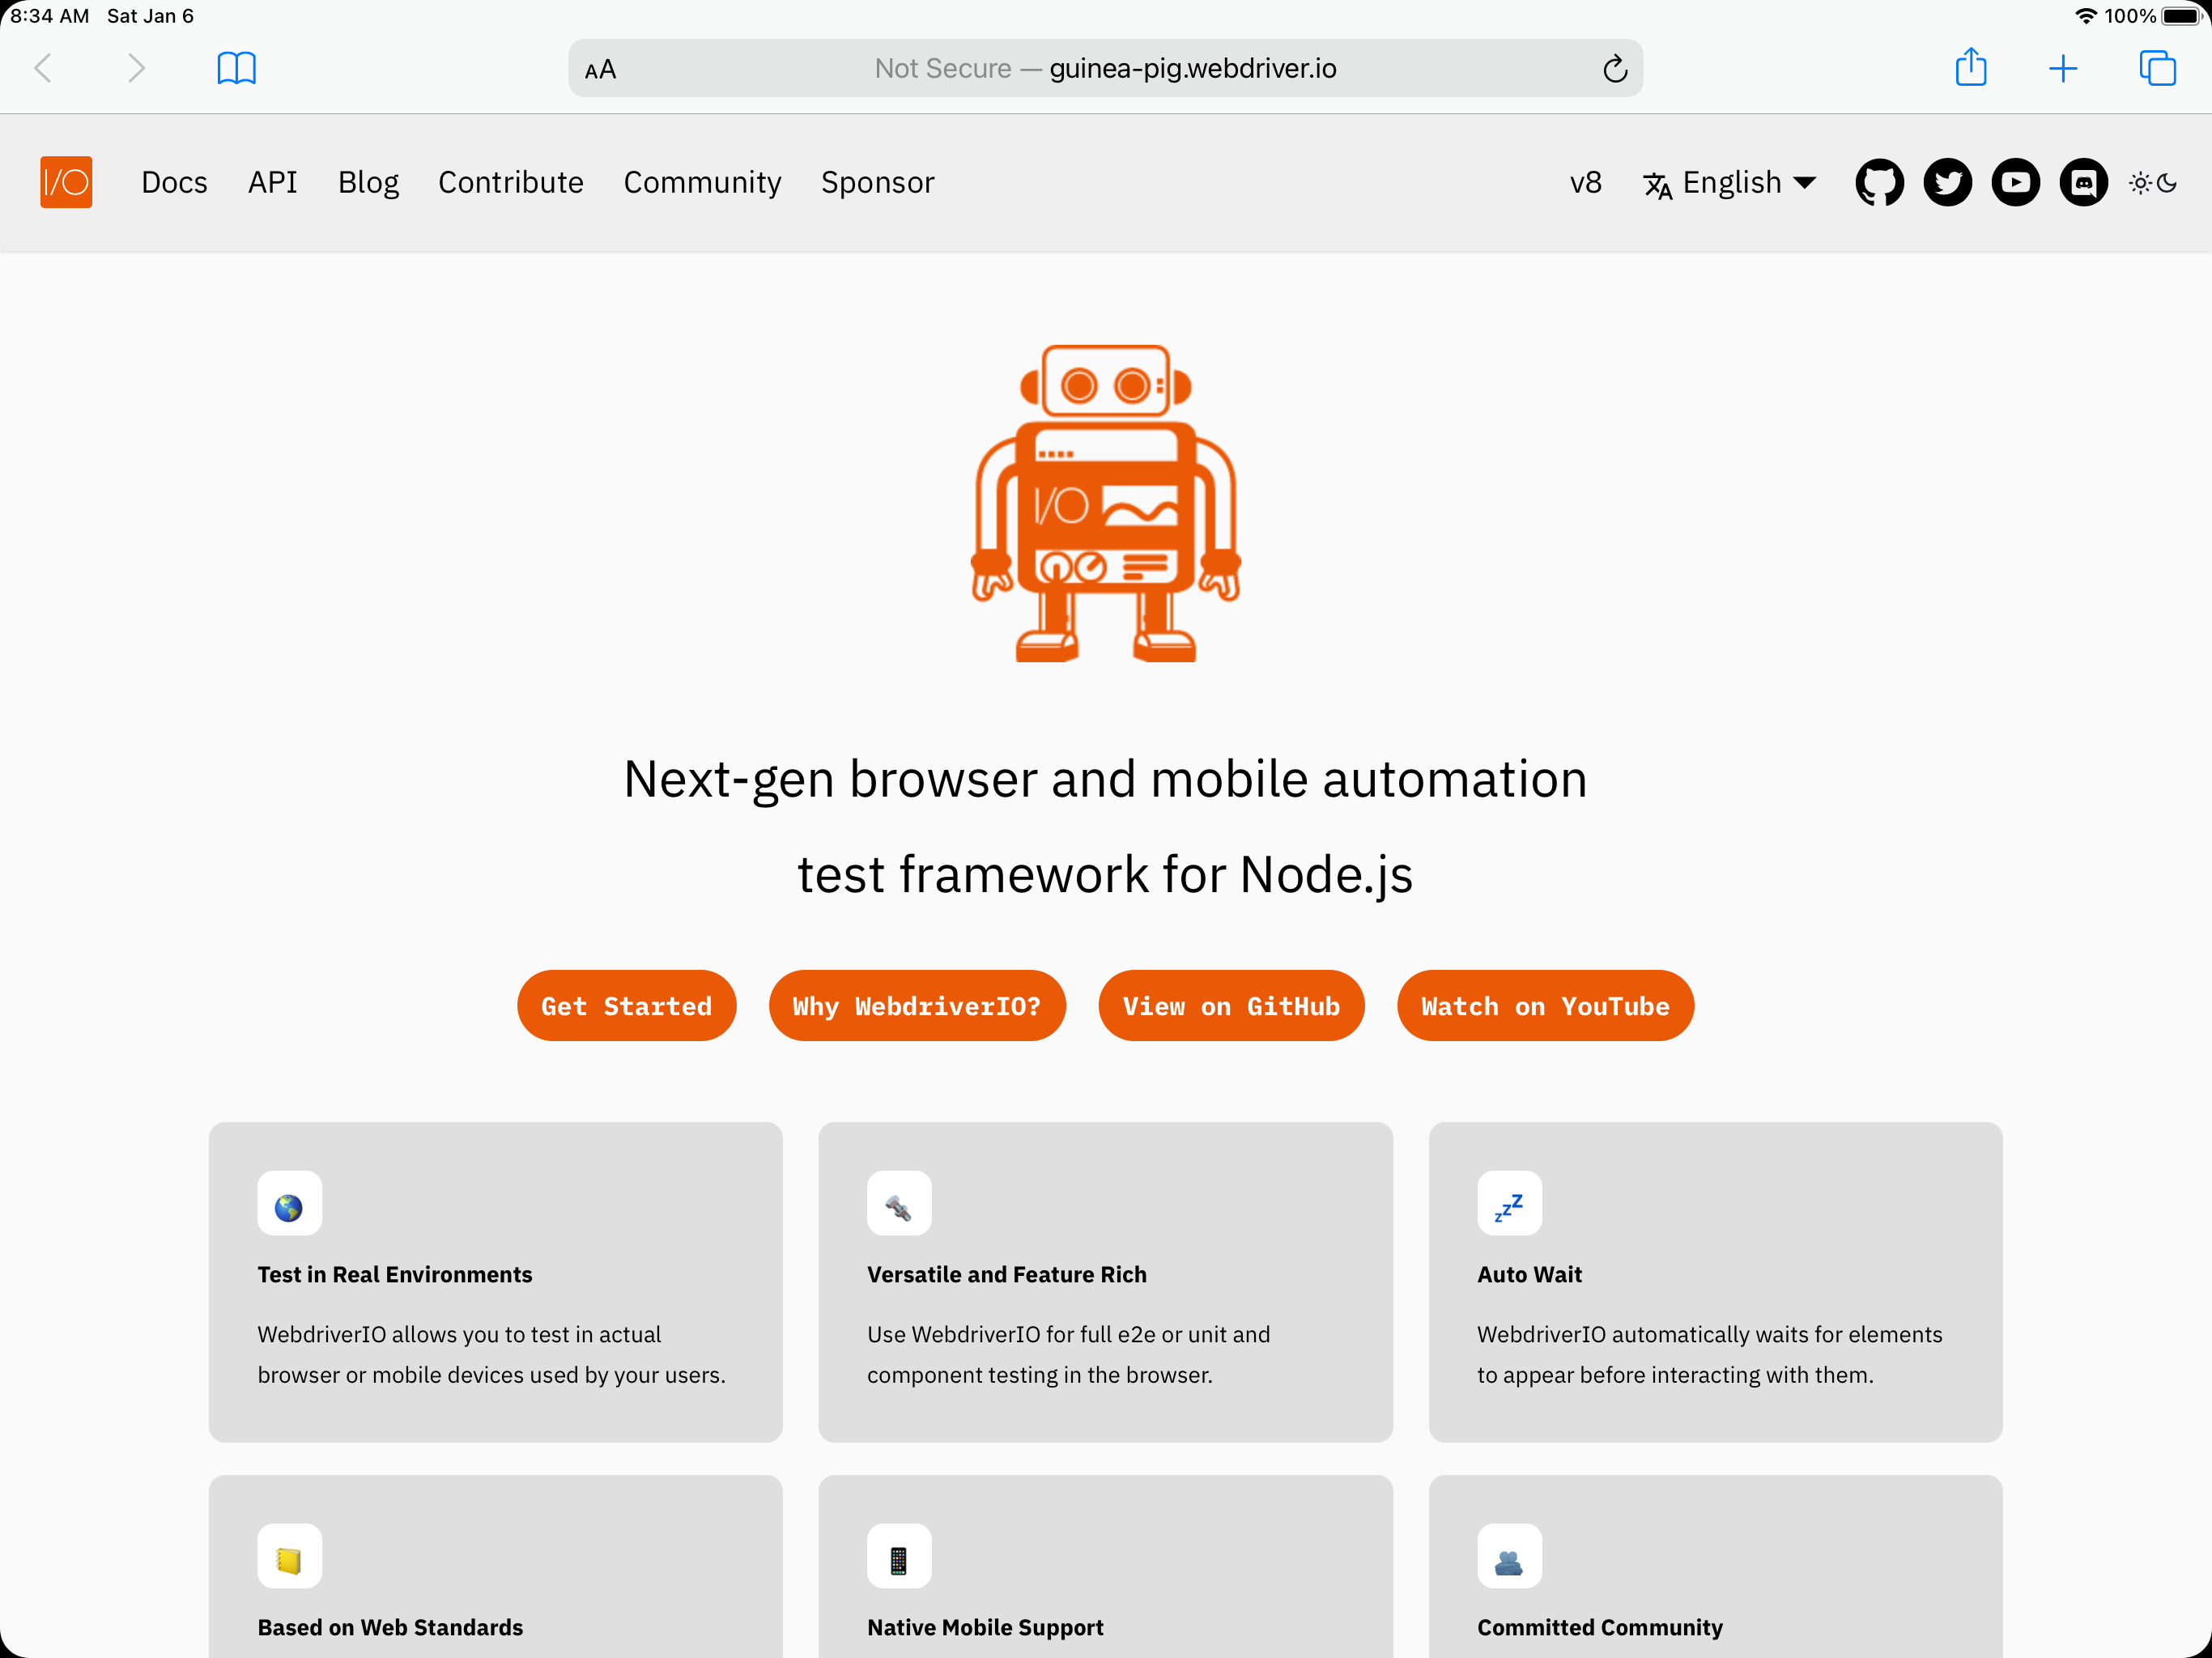 8:34 AM Sat Jan 6
100%
AA
Not Secure — guinea-pig.webdriver.io
I/O
Docs API Blog Contribute Community Sponsor
v8
English
I/O
Next-gen browser and mobile automation
test framework for Node.js
Get Started
Why WebdriverIO?
View on GitHub
Watch on YouTube
Test in Real Environments
WebdriverIO allows you to test in actual
browser or mobile devices used by your users.
Versatile and Feature Rich
Use WebdriverIO for full e2e or unit and
component testing in the browser.
zzZ
Auto Wait
WebdriverIO automatically waits for elements
to appear before interacting with them.
Based on Web Standards
Native Mobile Support
Committed Community